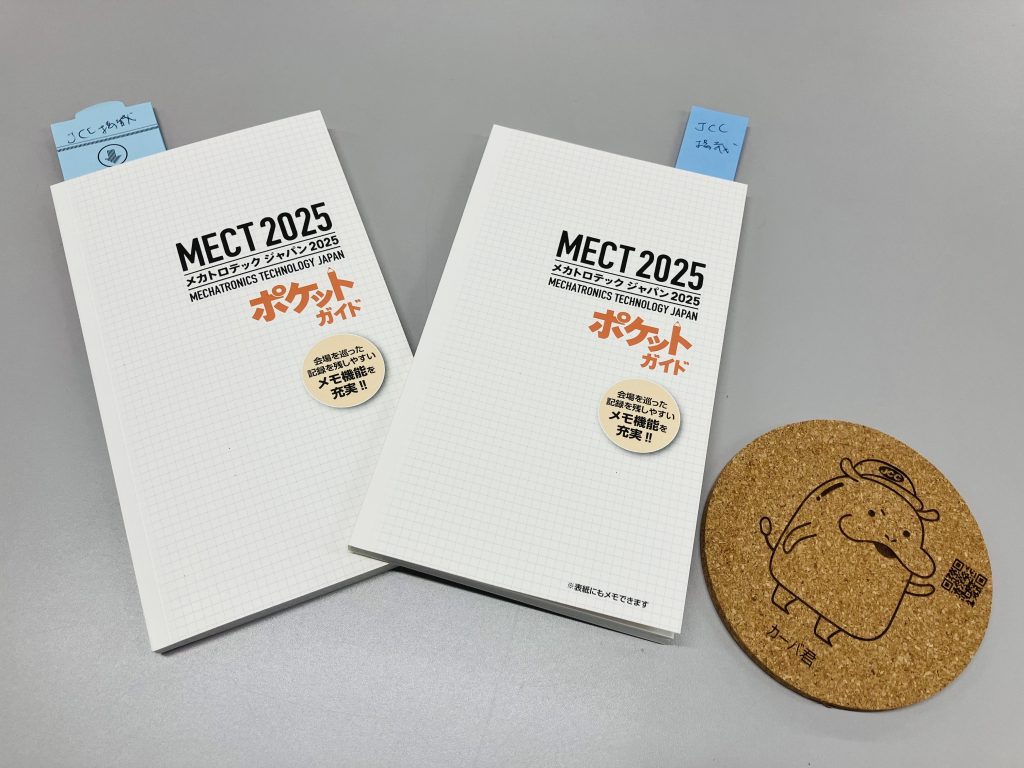 JCC 掲載
MECT 2025
メカトロテック ジャパン 2025
MECHATRONICS TECHNOLOGY JAPAN
ポケット
ガイド
会場を巡った
記録を残しやすい
メモ機能を
充実!!
JCC
掲載
MECT 2025
メカトロテック ジャパン 2025
MECHATRONICS TECHNOLOGY JAPAN
ポケット
ガイド
会場を巡った
記録を残しやすい
メモ機能を
充実!!
※表紙にもメモできます
JCC
カーバ君